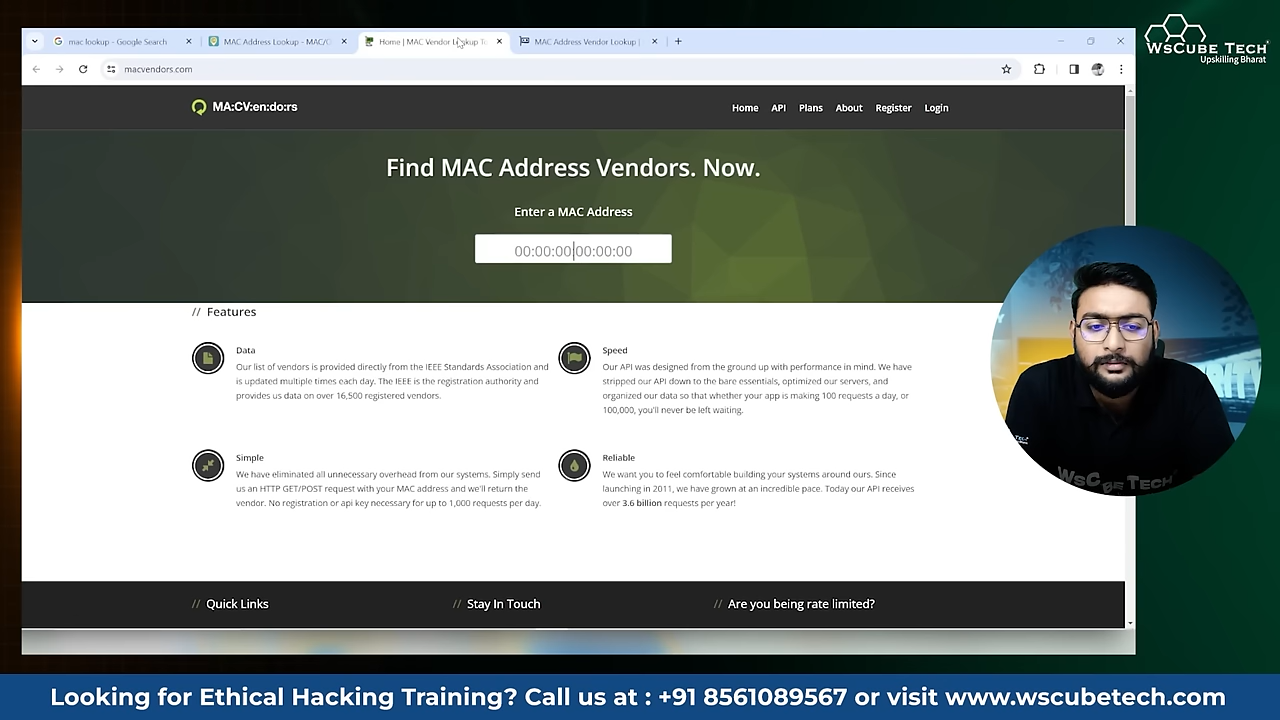 mac lookup - Google Search
MAC Address Lookup - MAC/O
Home | MAC Vendor Lookup To
MAC Address Vendor Lookup |
macvendors.com
MA:CV:en:do:rs
Home API Plans About Register Login
Find MAC Address Vendors. Now.
Enter a MAC Address
00:00:00:00:00:00
// Features
Data
Our list of vendors is provided directly from the IEEE Standards Association and
is updated multiple times each day. The IEEE is the registration authority and
provides us data on over 16,500 registered vendors.
Speed
Our API was designed from the ground up with performance in mind. We have
stripped our API down to the bare essentials, optimized our servers, and
organized our data so that whether your app is making 100 requests a day, or
100,000, you'll never be left waiting.
Simple
We have eliminated all unnecessary overhead from our systems. Simply send
us an HTTP GET/POST request with your MAC address and we'll return the
vendor. No registration or api key necessary for up to 1,000 requests per day.
Reliable
We want you to feel comfortable building your systems around ours. Since
launching in 2011, we have grown at an incredible pace. Today our API receives
over 3.6 billion requests per year!
// Quick Links
// Stay In Touch
// Are you being rate limited?
WsCube Tech
Upskilling Bharat
WsCube Tech
Looking for Ethical Hacking Training? Call us at : +91 8561089567 or visit www.wscubetech.com